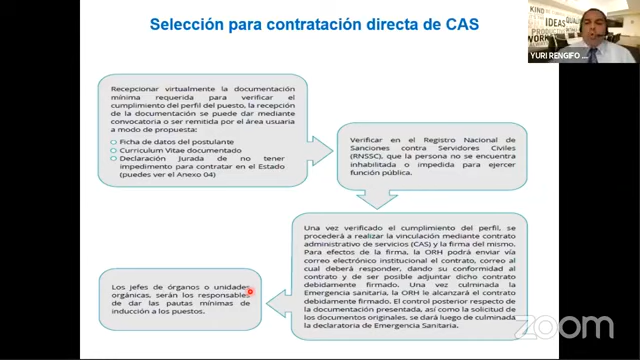 Selección para contratación directa de CAS
KIND
IDEAS
WORK
YURI RENGIFO ...
Recepcionar virtualmente la documentación
mínima requerida para verificar el
cumplimiento del perfil del puesto, la recepción
de la documentación se puede dar mediante
convocatoria o ser remitida por el área usuaria
a modo de propuesta:
Ficha de datos del postulante
Curriculum Vitae documentado
Declaración Jurada de no tener
impedimento para contratar en el Estado
(puedes ver el Anexo 04)
Verificar en el Registro Nacional de
Sanciones contra Servidores Civiles
(RNSSC), que la persona no se encuentra
inhabilitada o impedida para ejercer
función pública.
Una vez verificado el cumplimiento del perfil, se
procederá a realizar la vinculación mediante contrato
administrativo de servicios (CAS) y la firma del mismo.
Para efectos de la firma, la ORH podrá enviar vía
correo electrónico institucional el contrato, correo al
cual deberá responder, dando su conformidad al
contrato y de ser posible adjuntar dicho contrato
debidamente firmado. Una vez culminada la
Emergencia sanitaria, la ORH le alcanzará el contrato
debidamente firmado. El control posterior respecto de
la documentación presentada, así como la solicitud de
los documentos originales, se dará luego de culminada
la declaratoria de Emergencia Sanitaria.
Los jefes de órganos o unidades
orgánicas, serán los responsables
de dar las pautas mínimas de
inducción a los puestos.
zoom